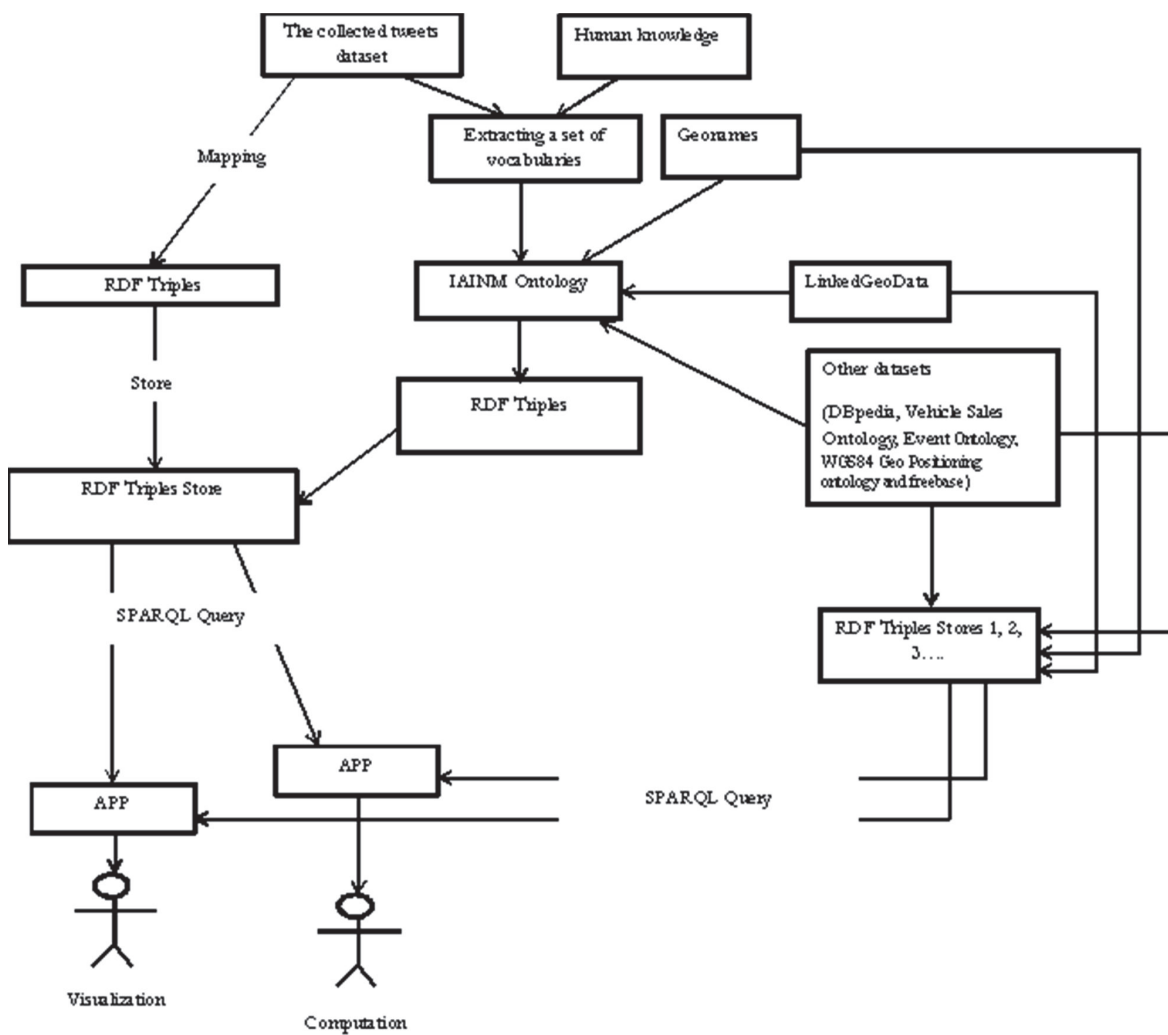 The collected tweets
dataset
Human knowledge
Extracting a set of
vocabularies
Geonames
Mapping
RDF Triples
IAINM Ontology
LinkedGeoData
Store
RDF Triples
Other datasets
(DBpedia, Vehicle Sales
Ontology, Event Ontology,
WGS84 Geo Positioning
ontology and freebase)
RDF Triples Store
SPARQL Query
RDF Triples Stores 1, 2,
3....
APP
APP
SPARQL Query
Visualization
Computation